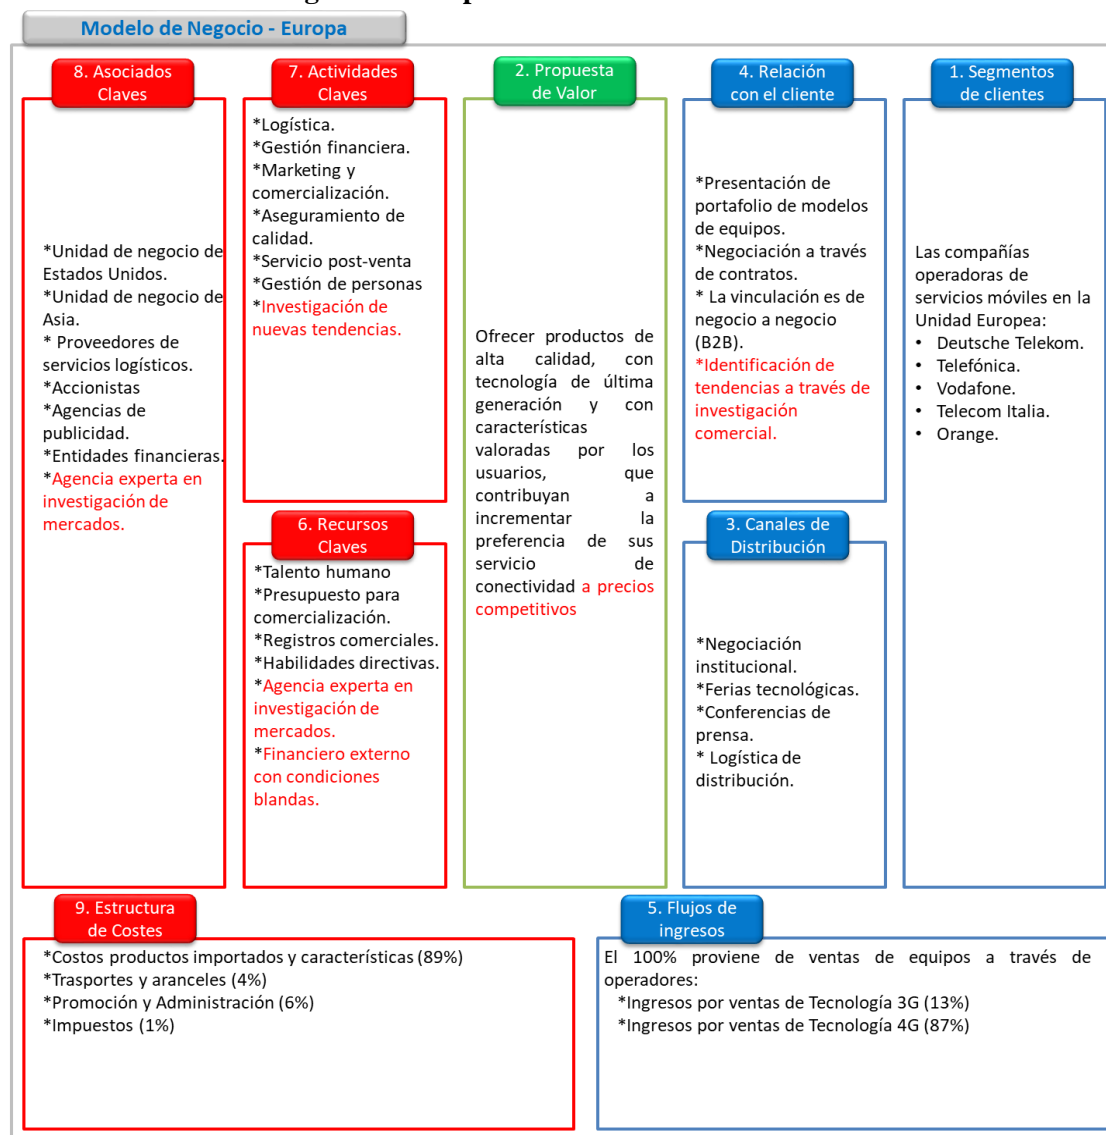 Modelo de Negocio - Europa
8. Asociados
Claves
*Unidad de negocio de
Estados Unidos.
*Unidad de negocio de
Asia.
* Proveedores de
servicios logísticos.
*Accionistas
*Agencias de
publicidad.
*Entidades financieras.
*Agencia experta en
investigación de
mercados.
7. Actividades
Claves
*Logística.
*Gestión financiera.
*Marketing y
comercialización.
*Aseguramiento de
calidad.
*Servicio post-venta
*Gestión de personas
*Investigación de
nuevas tendencias.
6. Recursos
Claves
*Talento humano
*Presupuesto para
comercialización.
*Registros comerciales.
*Habilidades directivas.
*Agencia experta en
investigación de
mercados.
*Financiero externo
con condiciones
blandas.
2. Propuesta
de Valor
Ofrecer productos de
alta calidad, con
tecnología de última
generación y con
características
valoradas por los
usuarios, que
contribuyan a
incrementar la
preferencia de sus
servicio de
conectividad a precios
competitivos
4. Relación
con el cliente
*Presentación de
portafolio de modelos
de equipos.
*Negociación a través
de contratos.
* La vinculación es de
negocio a negocio
(B2B).
*Identificación de
tendencias a través de
investigación
comercial.
3. Canales de
Distribución
*Negociación
institucional.
*Ferias tecnológicas.
*Conferencias de
prensa.
* Logística de
distribución.
1. Segmentos
de clientes
Las compañías
operadoras de
servicios móviles en la
Unidad Europea:
• Deutsche Telekom.
• Telefónica.
• Vodafone.
• Telecom Italia.
• Orange.
9. Estructura
de Costes
*Costos productos importados y características (89%)
*Trasportes y aranceles (4%)
*Promoción y Administración (6%)
*Impuestos (1%)
5. Flujos de
ingresos
El 100% proviene de ventas de equipos a través de
operadores:
*Ingresos por ventas de Tecnología 3G (13%)
*Ingresos por ventas de Tecnología 4G (87%)